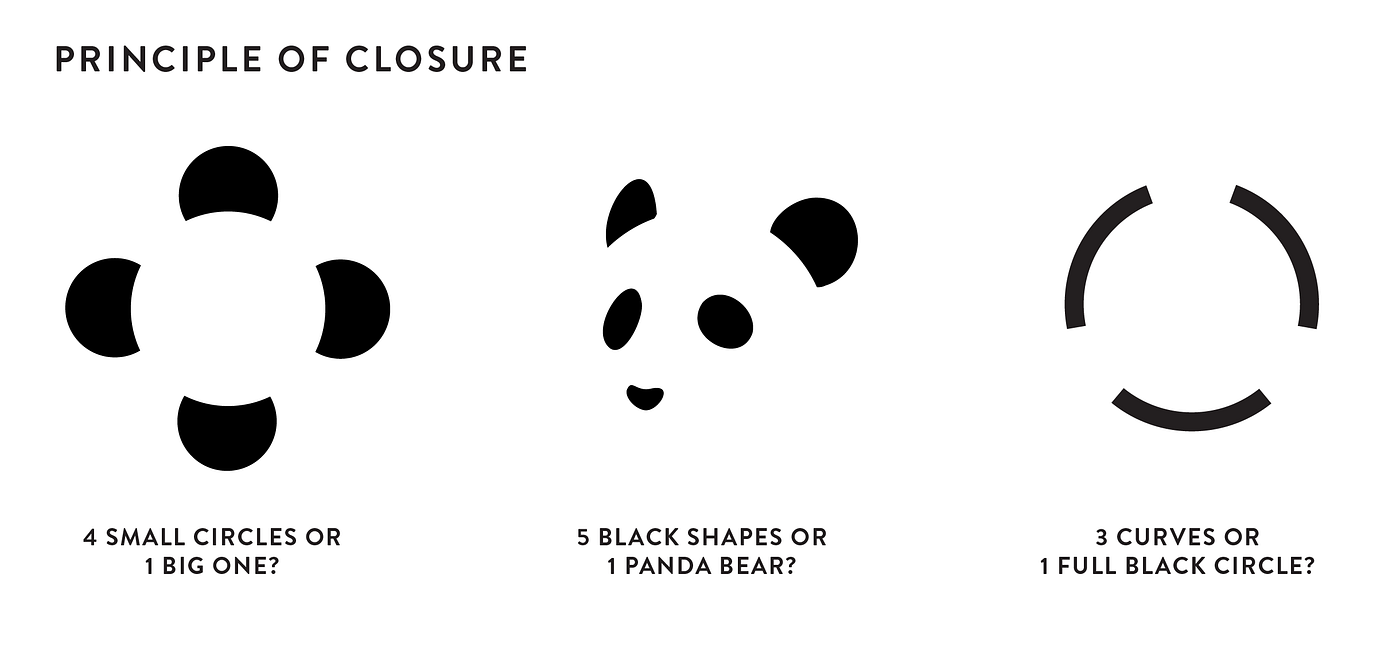 PRINCIPLE OF CLOSURE
4 SMALL CIRCLES OR
1 BIG ONE?
5 BLACK SHAPES OR
1 PANDA BEAR?
3 CURVES OR
1 FULL BLACK CIRCLE?